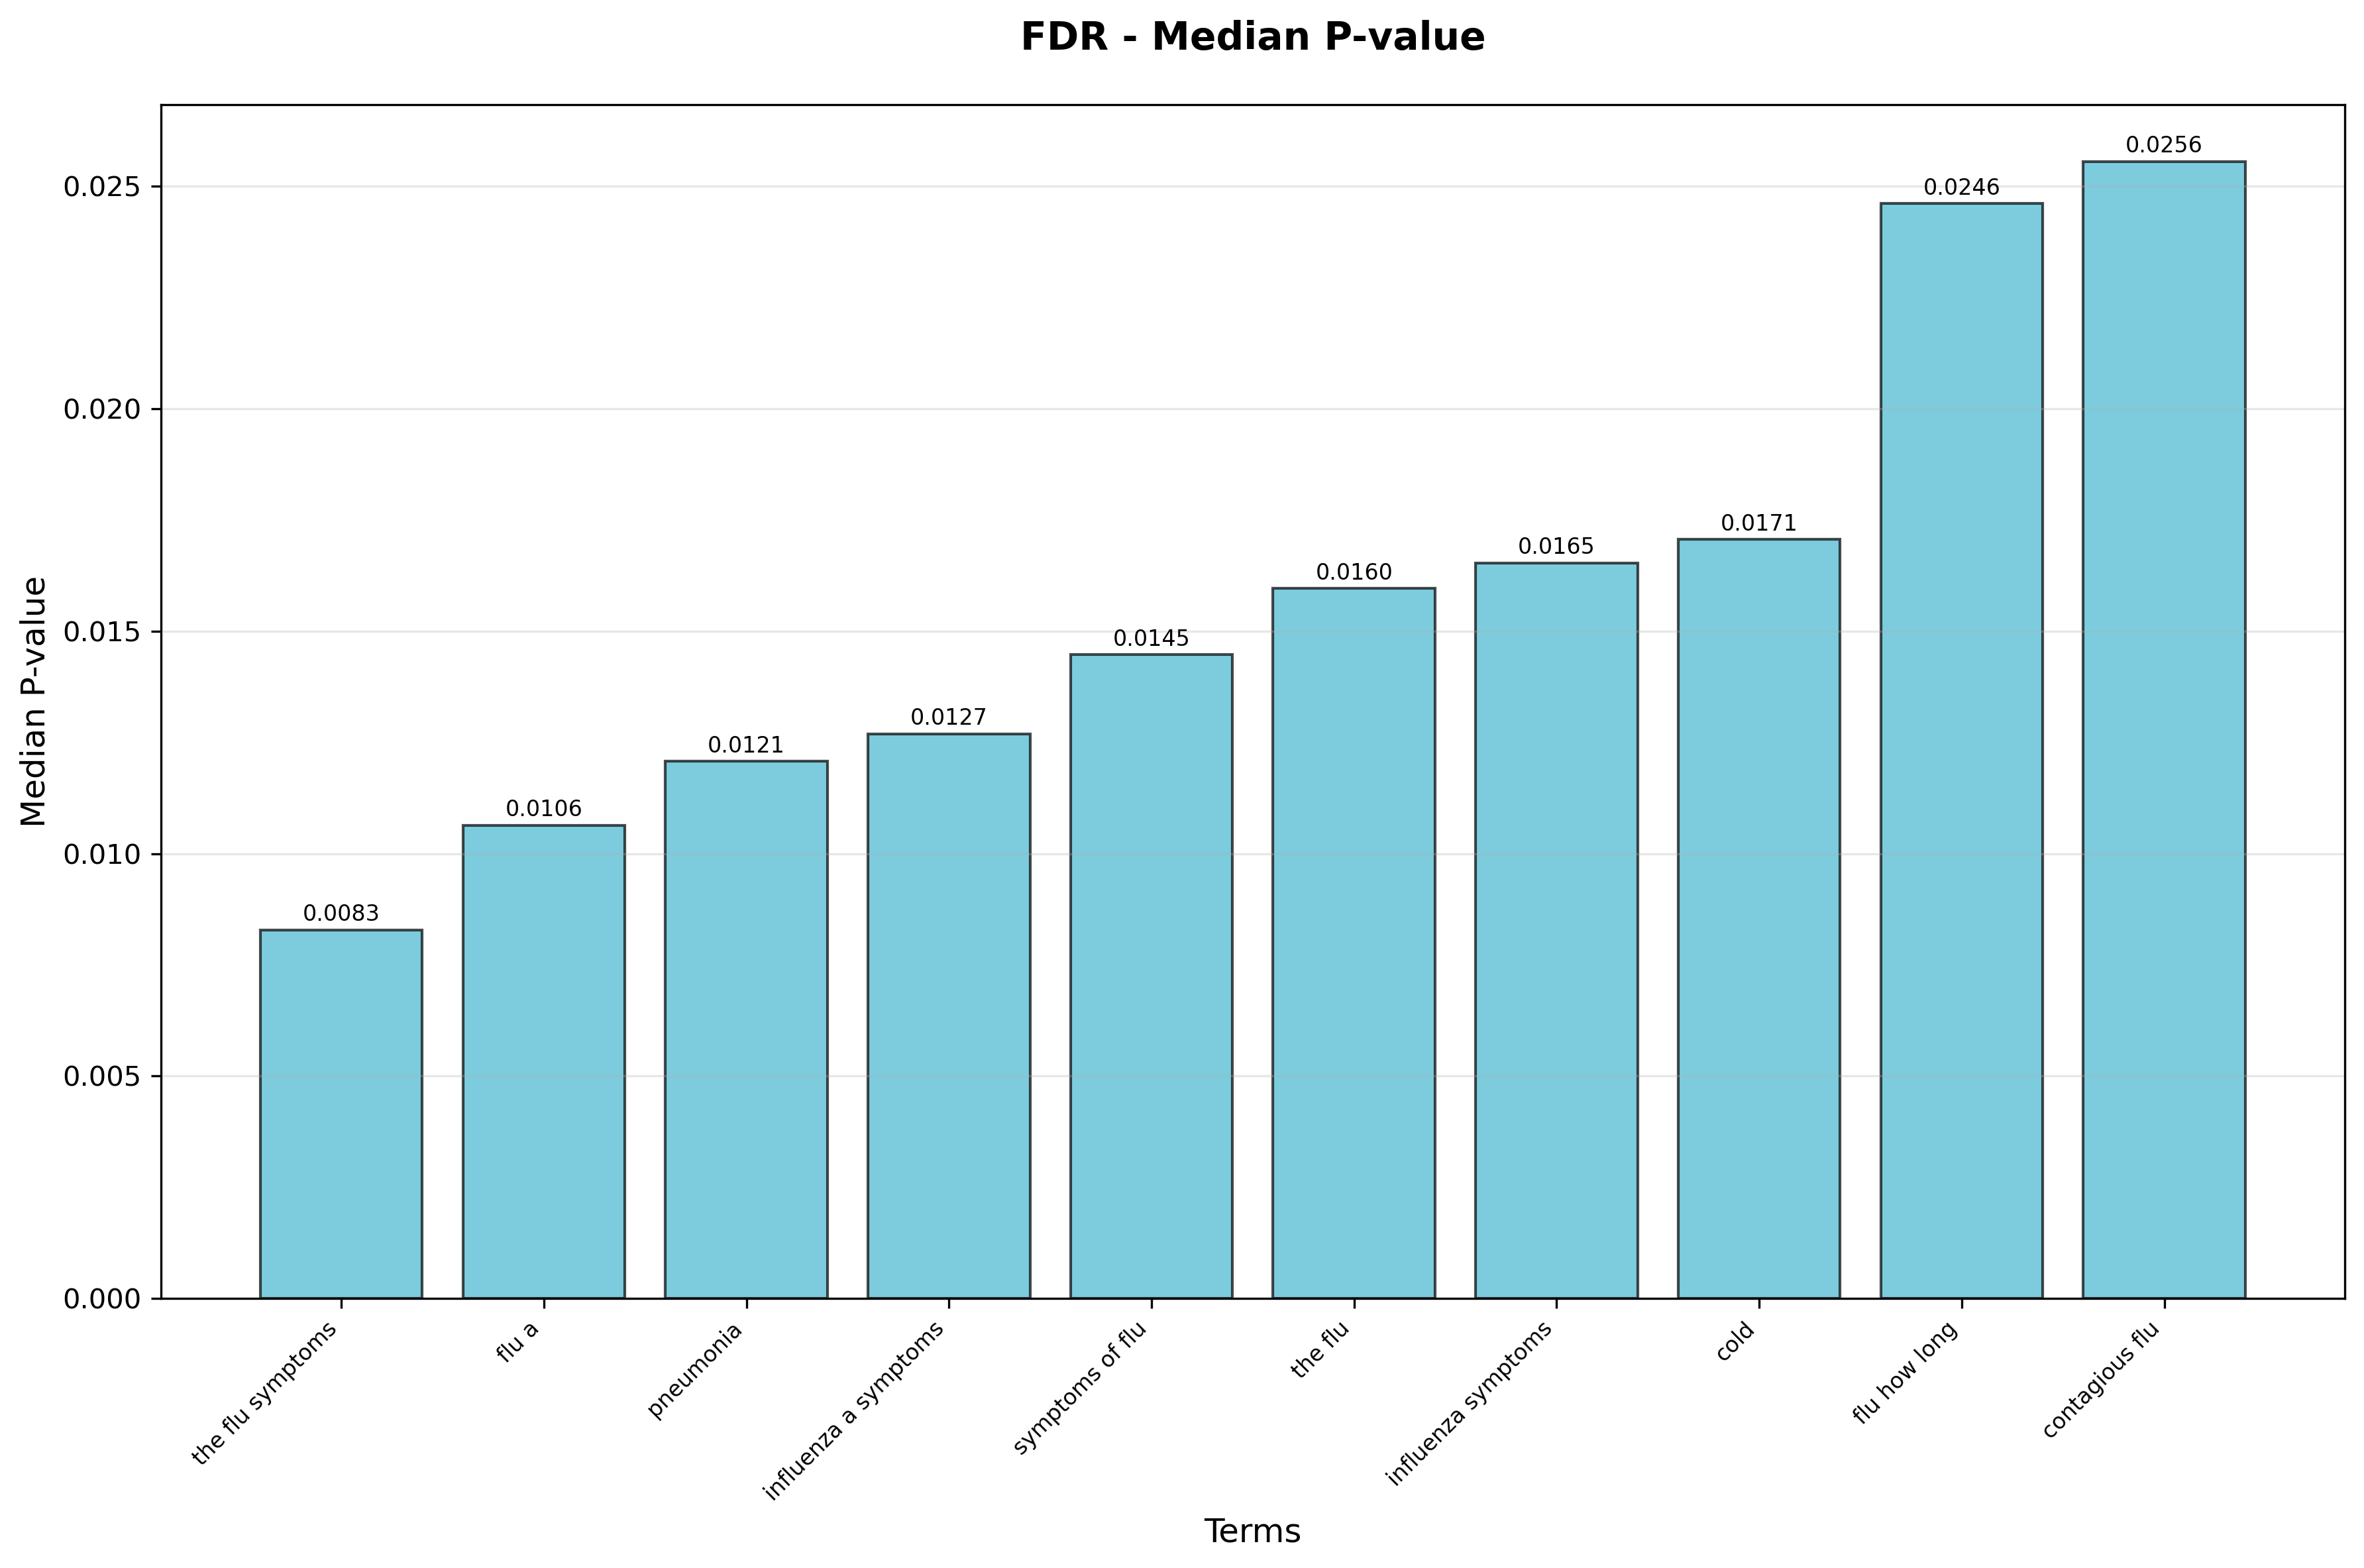 FDR - Median P-value
Median P-value
0.025
0.020
0.015
0.010
0.005
0.000
0.0083
0.0106
0.0121
0.0127
0.0145
0.0160
0.0165
0.0171
0.0246
0.0256
the flu symptoms
flu a
pneumonia
influenza a symptoms
symptoms of flu
the flu
influenza symptoms
cold
flu how long
contagious flu
Terms